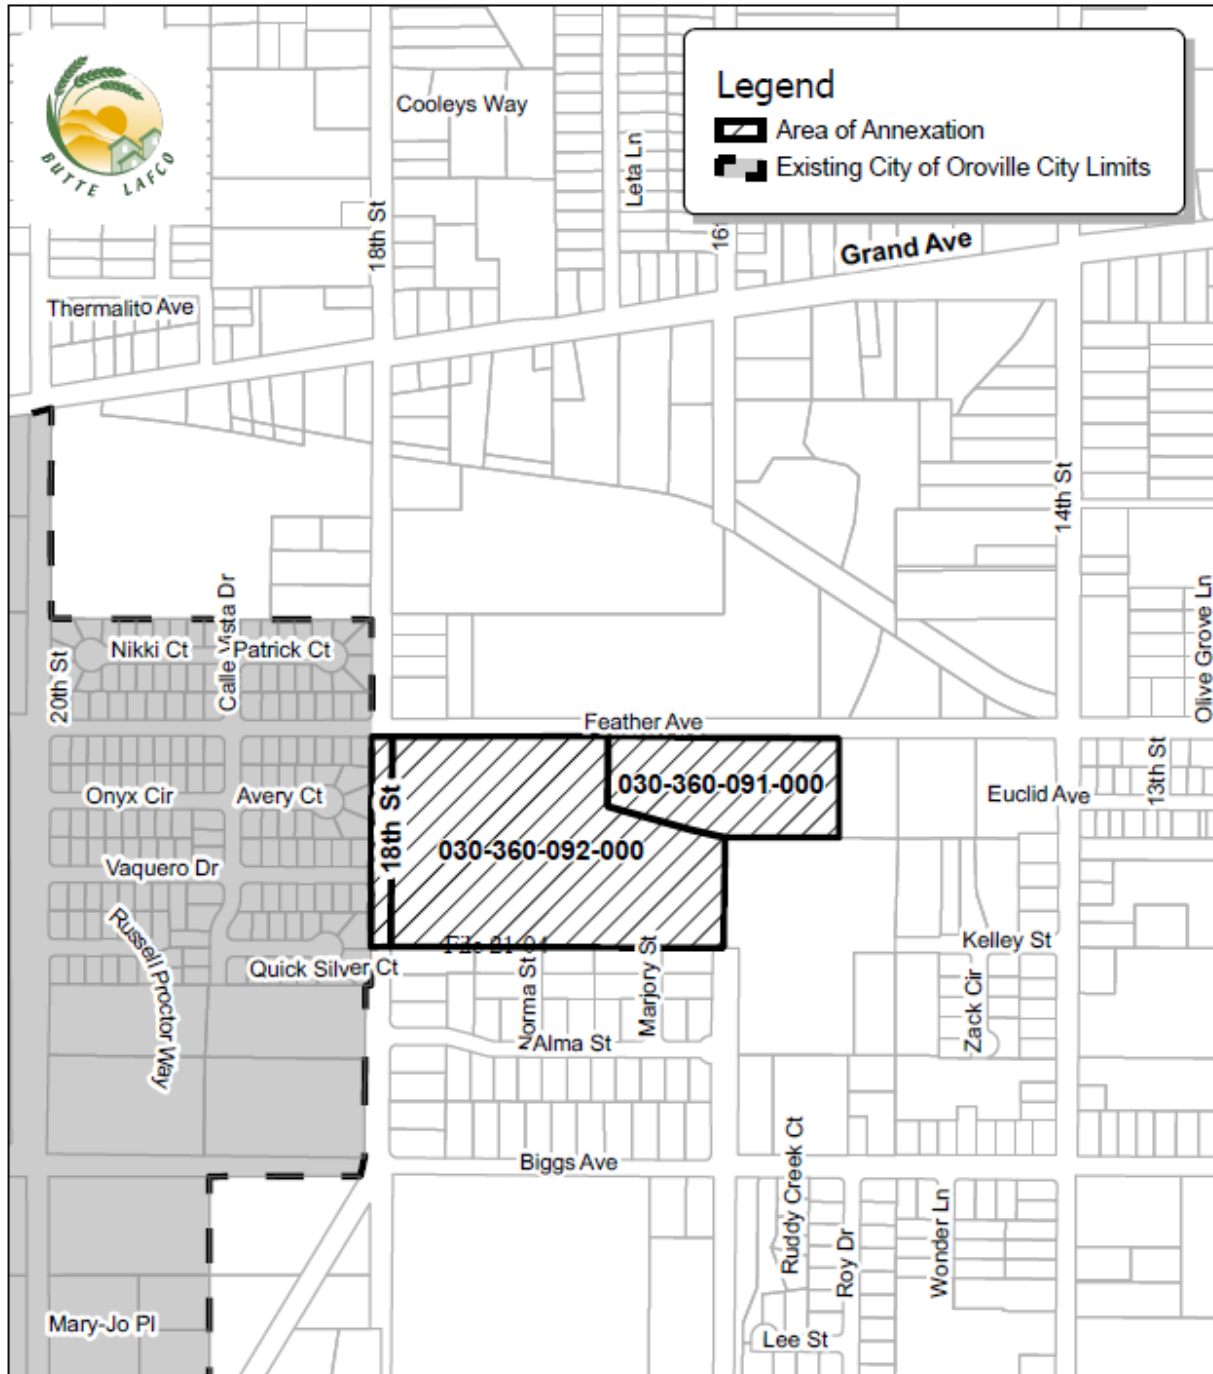 BUTTE LAFCO
Legend
Area of Annexation
Existing City of Oroville City Limits
Cooleys Way
Leta Ln
18th St
Grand Ave
Thermalito Ave
14th St
Calle Vista Dr
Nikki Ct
Patrick Ct
20th St
Olive Grove Ln
Feather Ave
030-360-091-000
Onyx Cir
Avery Ct
18th St
Euclid Ave
13th St
030-360-092-000
Vaquero Dr
Russell Proctor Way
Quick Silver Ct
Norma St
Marjory St
Kelley St
Zack Cir
Alma St
Biggs Ave
Ruddy Creek Ct
Roy Dr
Wonder Ln
Mary-Jo Pl
Lee St